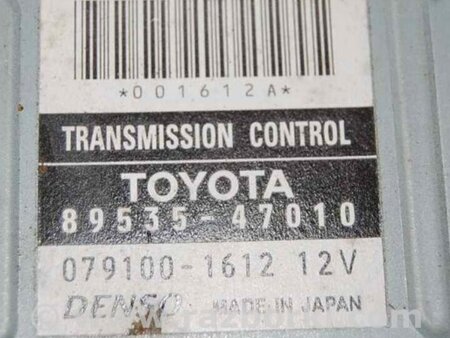 *001612A*
TRANSMISSION CONTROL
TOYOTA
89535-47010
079100-1612 12V
DENSO MADE IN JAPAN